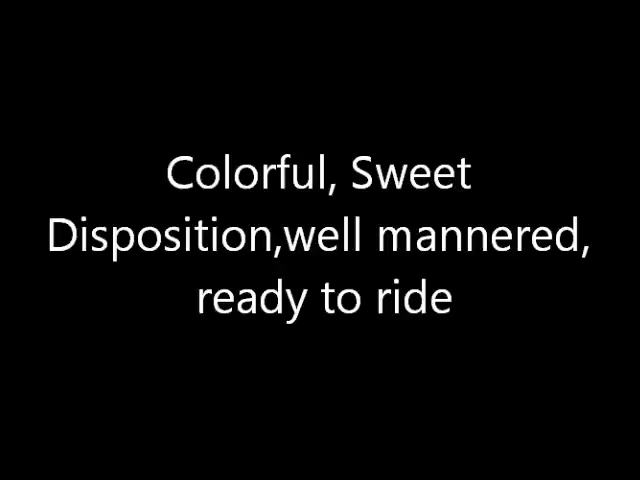 Colorful, Sweet
Disposition,well mannered,
ready to ride